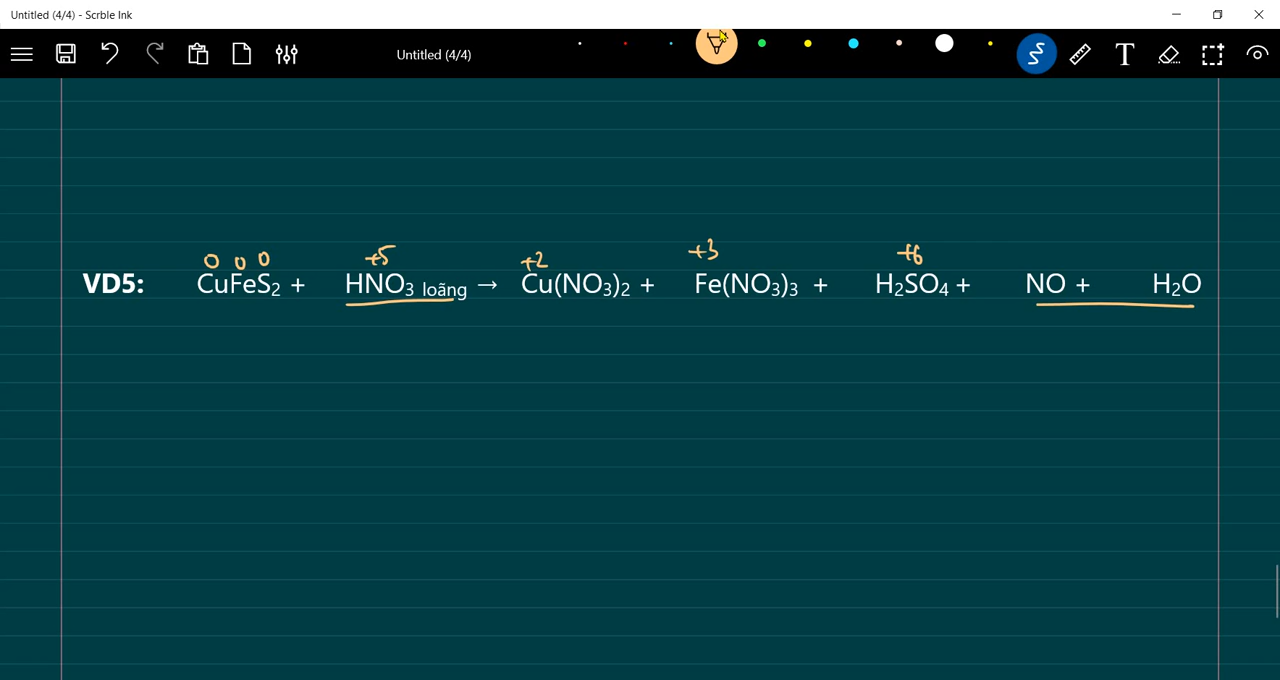 Untitled (4/4) - Scrble Ink
Untitled (4/4)
T
0 0 0 +5 +2 +3 +6
VD5: CuFeS₂ + HNO₃ loãng → Cu(NO₃)₂ + Fe(NO₃)₃ + H₂SO₄ + NO + H₂O